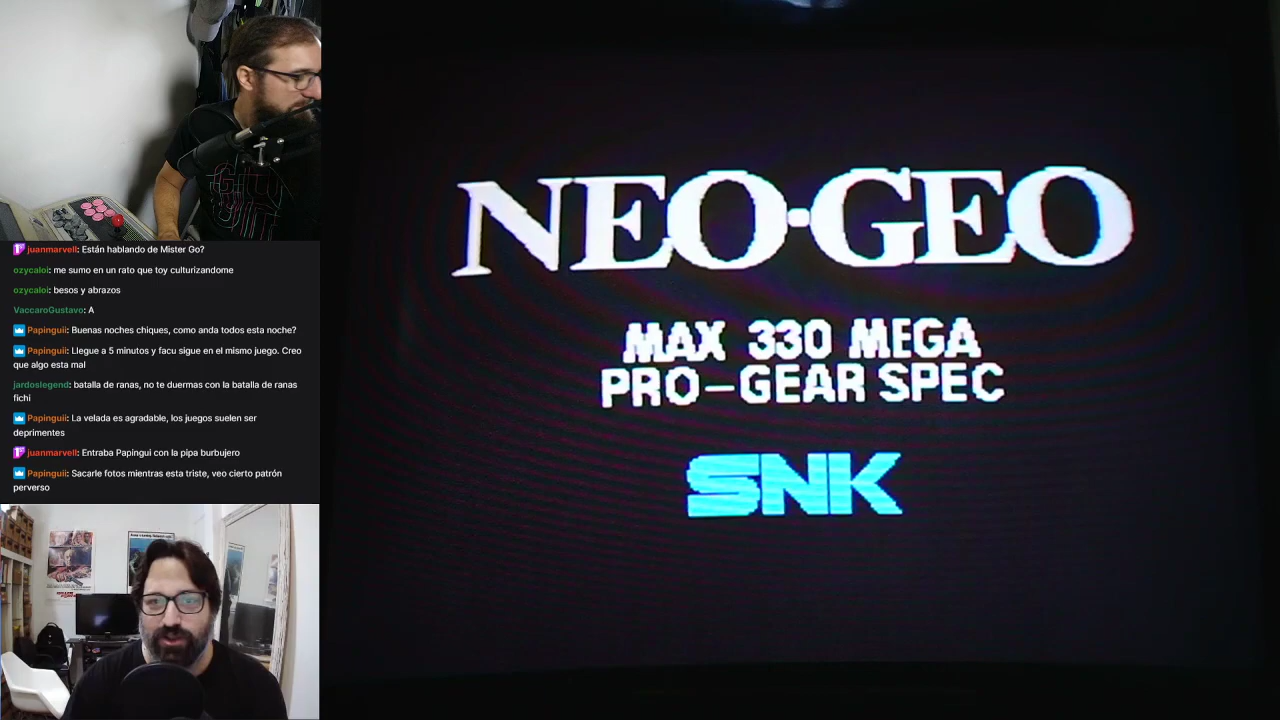 juanmarvell: Están hablando de Mister Go?
ozycaloi: me sumo en un rato que toy culturizandome
ozycaloi: besos y abrazos
VaccaroGustavo: A
Papinguii: Buenas noches chiques, como anda todos esta noche?
Papinguii: Llegue a 5 minutos y facu sigue en el mismo juego. Creo
que algo esta mal
jardoslegend: batalla de ranas, no te duermas con la batalla de ranas
fichi
Papinguii: La velada es agradable, los juegos suelen ser
deprimentes
juanmarvell: Entraba Papingui con la pipa burbujero
Papinguii: Sacarle fotos mientras esta triste, veo cierto patrón
perverso
NEO·GEO
MAX 330 MEGA
PRO-GEAR SPEC
SNK